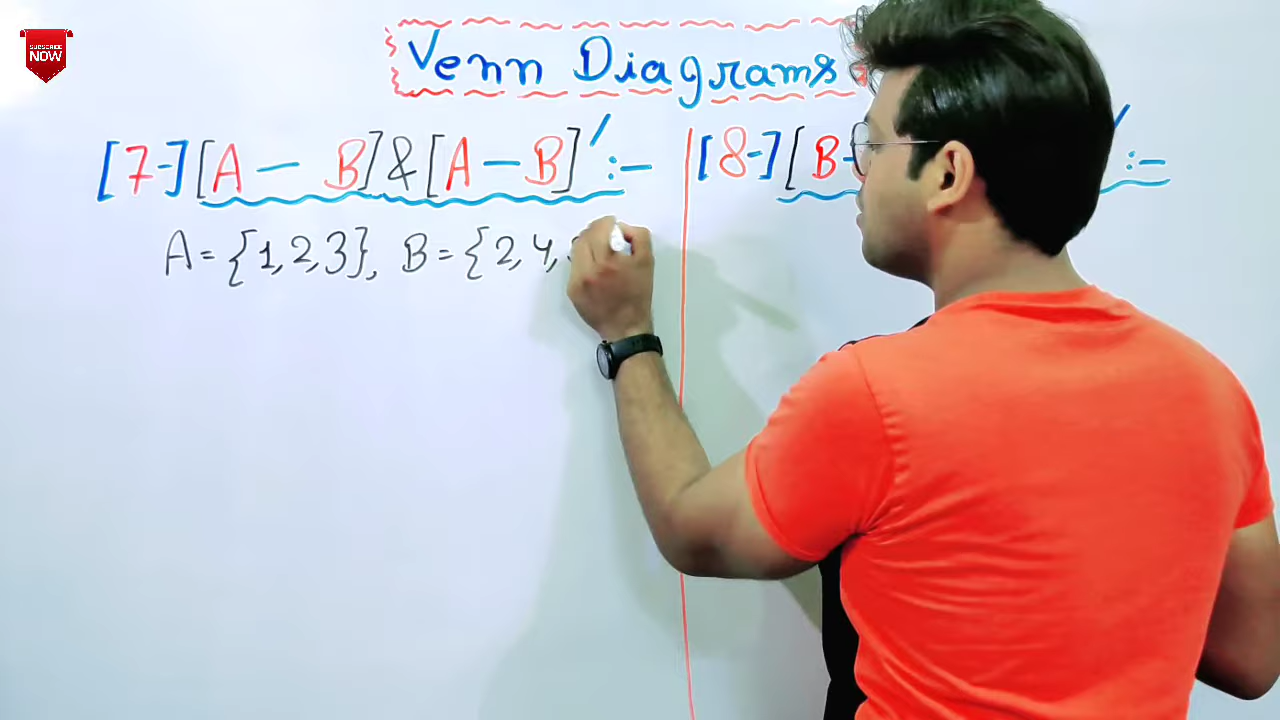 SUBSCRIBE
NOW
Venn Diagrams
[7-] [A - B] & [A - B]' :-
[8-] [B- ' :-
A = {1, 2, 3}, B = {2, 4,